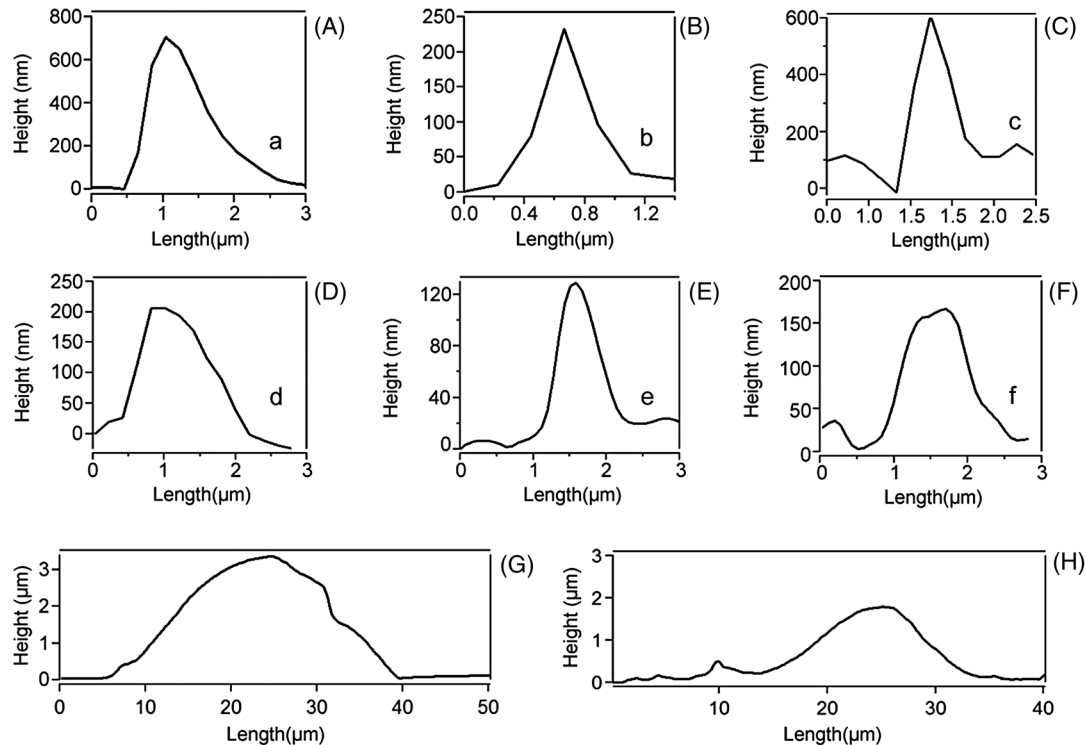 (A)
Height (nm)
800
600
400
200
0
a
0 1 2 3
Length(μm)
(B)
Height (nm)
250
200
150
100
50
0
b
0.0 0.4 0.8 1.2
Length(μm)
(C)
Height (nm)
600
400
200
0
c
0.0 1.0 1.5 1.5 2.0 2.5
Length(μm)
(D)
Height (nm)
250
200
150
100
50
0
d
0 1 2 3
Length(μm)
(E)
Height (nm)
120
80
40
0
e
0 1 2 3
Length(μm)
(F)
Height (nm)
200
150
100
50
0
f
0 1 2 3
Length(μm)
(G)
Height (μm)
3
2
1
0
0 10 20 30 40 50
Length(μm)
(H)
Height (μm)
3
2
1
0
10 20 30 40
Length(μm)